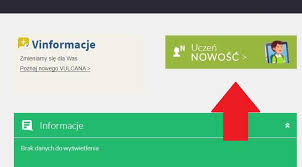 Vinformacje
Zmieniamy się dla Was
Poznaj nowego VULCANA >
Uczeń
NOWOŚĆ >
Informacje
Brak danych do wyświetlenia